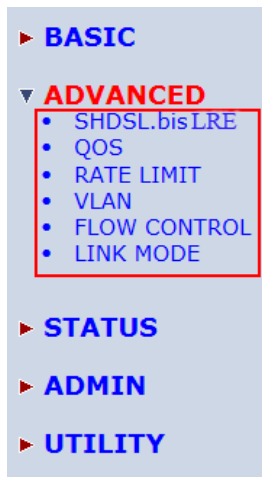 BASIC
ADVANCED
• SHDSL.bis LRE
• QOS
• RATE LIMIT
• VLAN
• FLOW CONTROL
• LINK MODE
STATUS
ADMIN
UTILITY